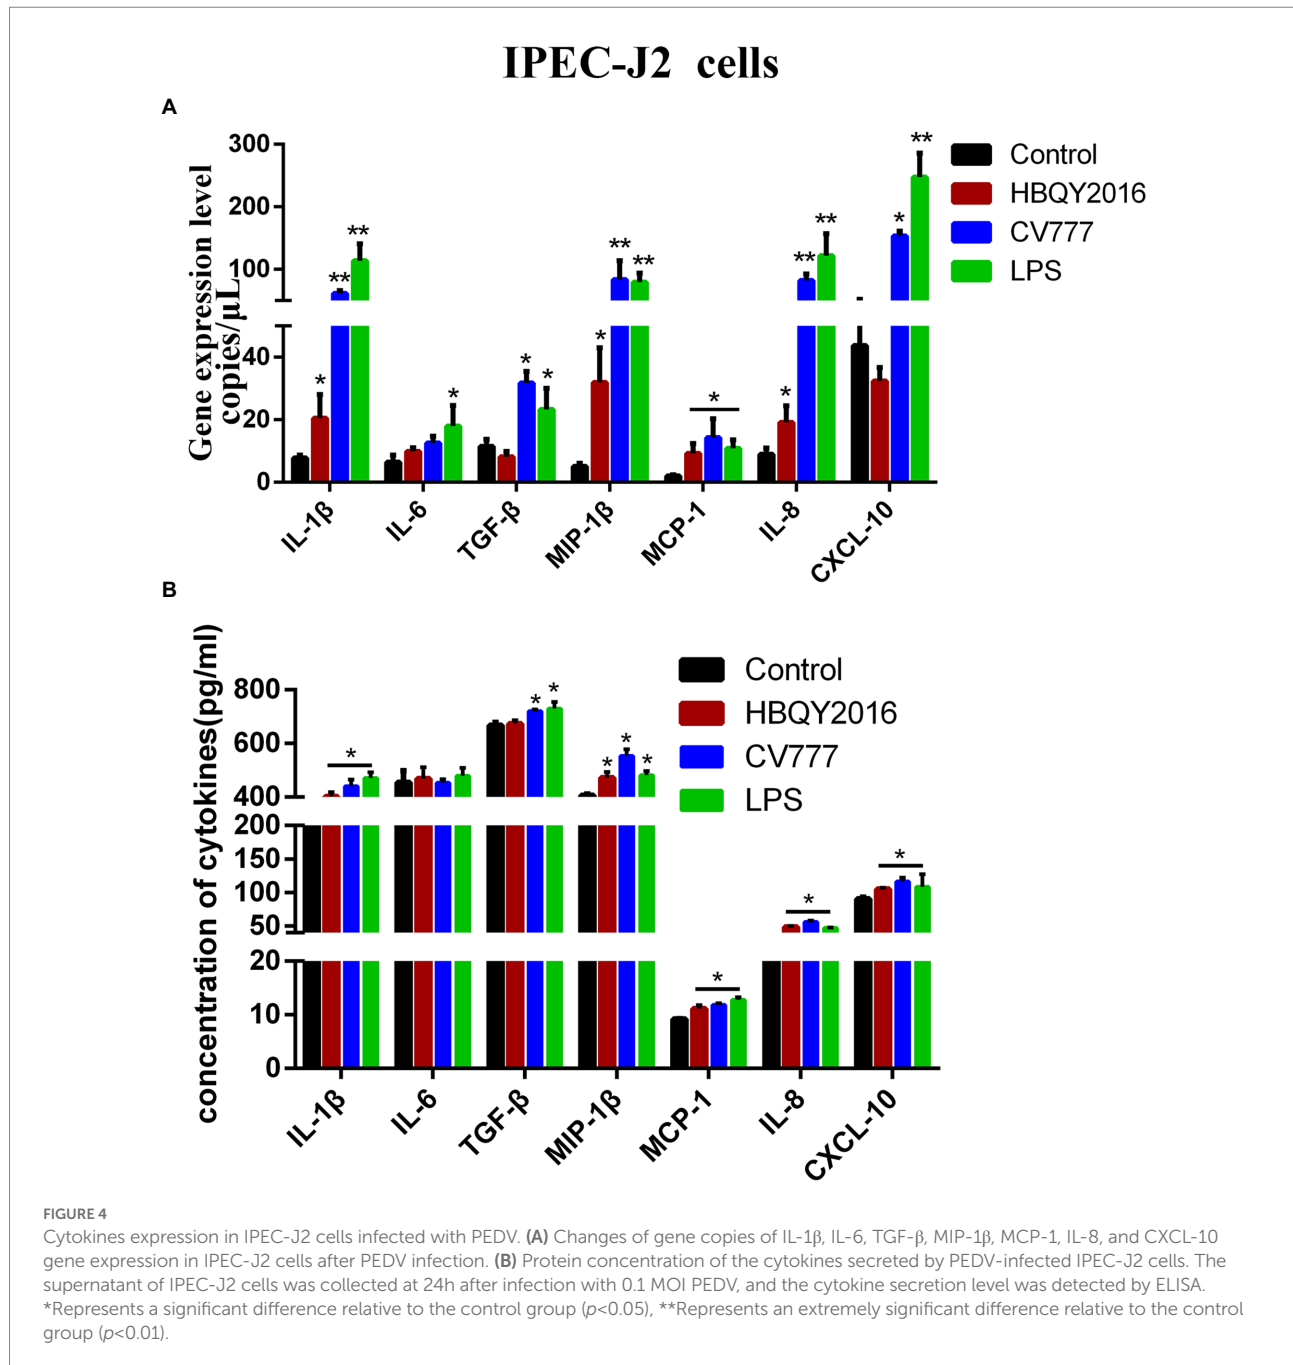 IPEC-J2 cells
A
Gene expression level
copies/μL
300
200
100
40
20
0
*
**
**
*
*
*
*
**
**
*
*
**
**
*
**
Control
HBQY2016
CV777
LPS
IL-1β
IL-6
TGF-β
MIP-1β
MCP-1
IL-8
CXCL-10
B
concentration of cytokines(pg/ml)
800
600
400
200
150
100
50
20
10
0
*
*
*
*
*
*
*
*
*
Control
HBQY2016
CV777
LPS
IL-1β
IL-6
TGF-β
MIP-1β
MCP-1
IL-8
CXCL-10
FIGURE 4
Cytokines expression in IPEC-J2 cells infected with PEDV. (A) Changes of gene copies of IL-1β, IL-6, TGF-β, MIP-1β, MCP-1, IL-8, and CXCL-10
gene expression in IPEC-J2 cells after PEDV infection. (B) Protein concentration of the cytokines secreted by PEDV-infected IPEC-J2 cells. The
supernatant of IPEC-J2 cells was collected at 24h after infection with 0.1 MOI PEDV, and the cytokine secretion level was detected by ELISA.
*Represents a significant difference relative to the control group (p<0.05), **Represents an extremely significant difference relative to the control
group (p<0.01).